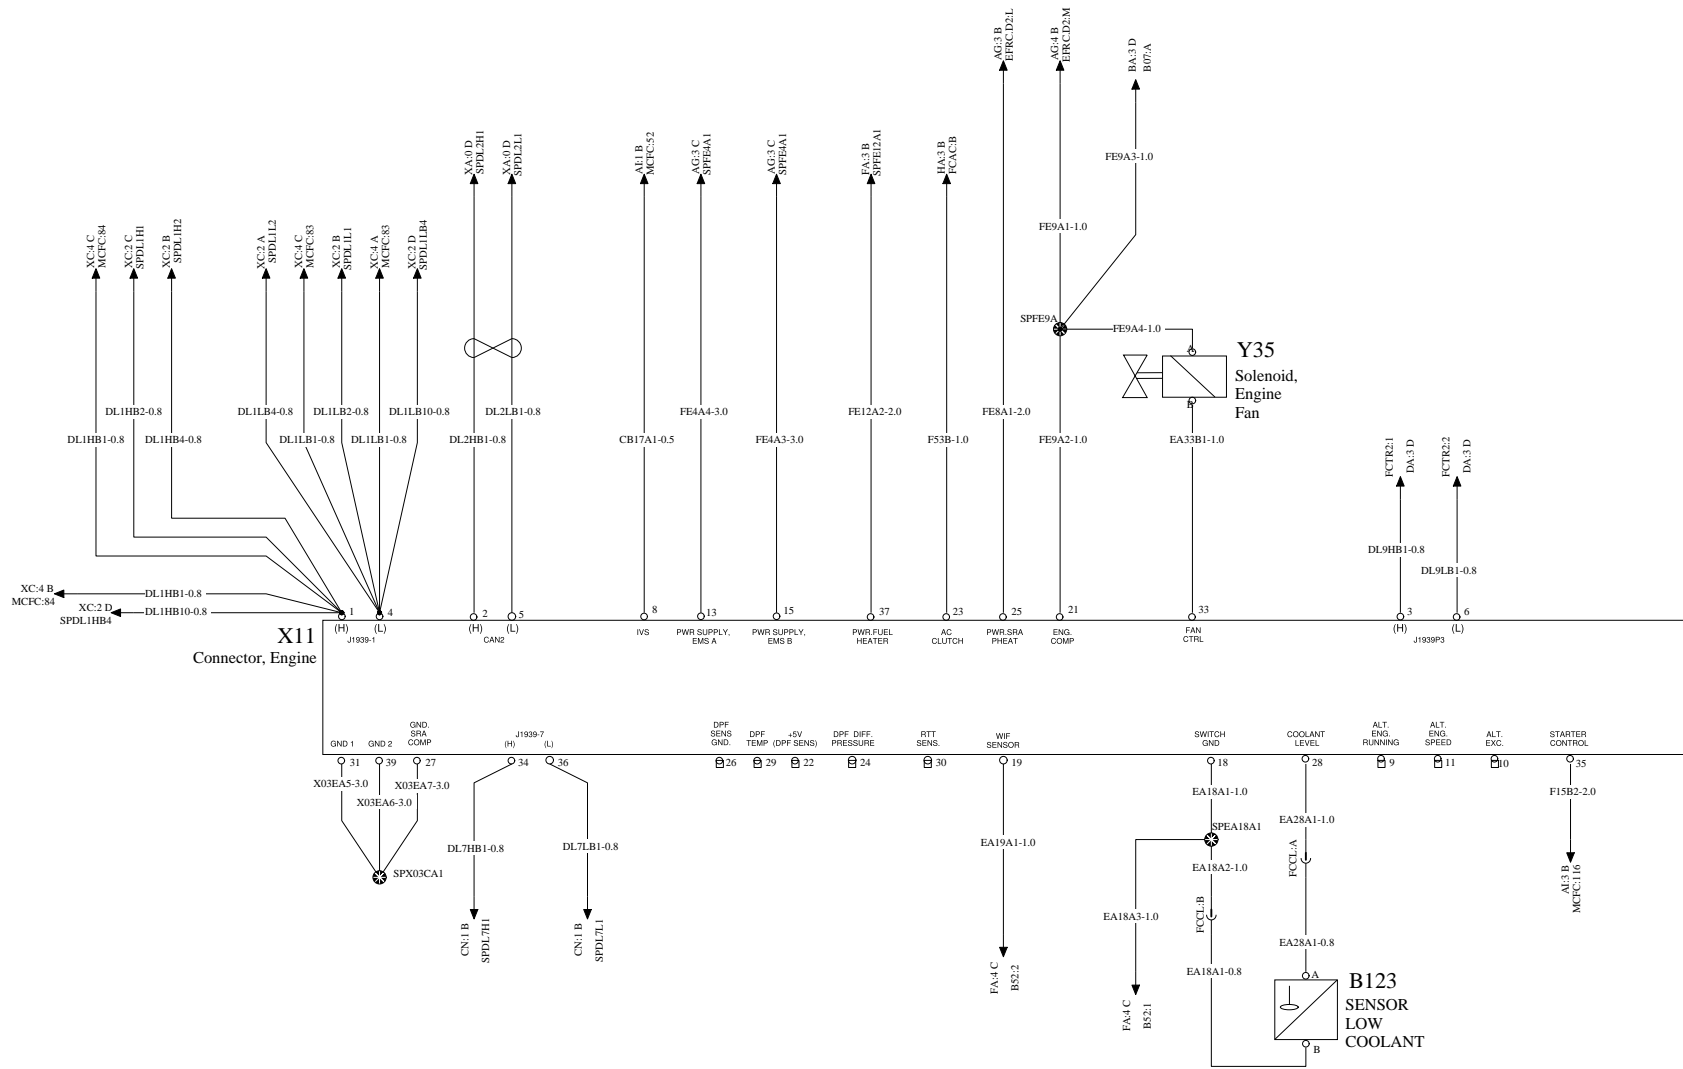 AG:3 B
EFRC.D2:L
AG:4 B
EFRC.D2:M
BA:3 D
B07:A
XA:0 D
SPDL2H1
XA:0 D
SPDL2L1
AI:1 B
MCFC:52
AG:3 C
SPFE4A1
AG:3 C
SPFE4A1
FA:3 B
SPFE12A1
HA:3 B
FCAC:B
FE9A3-1.0
XC:4 C
MCFC:84
XC:2 C
SPDL1H1
XC:2 B
SPDL1H2
XC:2 A
SPDL1L2
XC:4 C
MCFC:83
XC:2 B
SPDL1L1
XC:4 A
MCFC:83
XC:2 D
SPDL1LB4
FE9A1-1.0
SPFE9A
FE9A4-1.0
A
Y35
Solenoid,
Engine
Fan
B
DL1HB2-0.8
DL1LB4-0.8
DL1LB2-0.8
DL1LB10-0.8
DL2LB1-0.8
FE4A4-3.0
FE12A2-2.0
FE8A1-2.0
DL1HB1-0.8
DL1HB4-0.8
DL1LB1-0.8
DL1LB1-0.8
DL2HB1-0.8
CB17A1-0.5
FE4A3-3.0
F53B-1.0
FE9A2-1.0
EA33B1-1.0
FCTR2:1
DA:3 D
FCTR2:2
DA:3 D
DL9HB1-0.8
DL9LB1-0.8
XC:4 B
MCFC:84
DL1HB1-0.8
XC:2 D
SPDL1HB4
DL1HB10-0.8
1
4
2
5
8
13
15
37
23
25
21
33
3
6
X11
Connector, Engine
(H)
(L)
J1939-1
(H)
(L)
CAN2
IVS
PWR SUPPLY,
EMS A
PWR SUPPLY,
EMS B
PWR.FUEL
HEATER
AC
CLUTCH
PWR.SRA
PHEAT
ENG.
COMP
FAN
CTRL
(H)
(L)
J1939P3
GND 1
GND 2
GND.
SRA
COMP
J1939-7
(H)
(L)
DPF
SENS
GND.
DPF
TEMP
+5V
(DPF SENS)
DPF DIFF.
PRESSURE
RTT
SENS.
WIF
SENSOR
SWITCH
GND
COOLANT
LEVEL
ALT.
ENG.
RUNNING
ALT.
ENG.
SPEED
ALT.
EXC.
STARTER
CONTROL
31
39
27
34
36
26
29
22
24
30
19
18
28
9
11
10
35
X03EA5-3.0
X03EA7-3.0
X03EA6-3.0
SPX03CA1
DL7HB1-0.8
DL7LB1-0.8
CN:1 B
SPDL7H1
CN:1 B
SPDL7L1
EA19A1-1.0
FA:4 C
B52:2
EA18A1-1.0
SPEA18A1
EA18A2-1.0
EA18A3-1.0
FCCL:B
EA18A1-0.8
FA:4 C
B52:1
EA28A1-1.0
FCCL:A
EA28A1-0.8
A
B123
SENSOR
LOW
COOLANT
B
F15B2-2.0
AI:3 B
MCFC:116